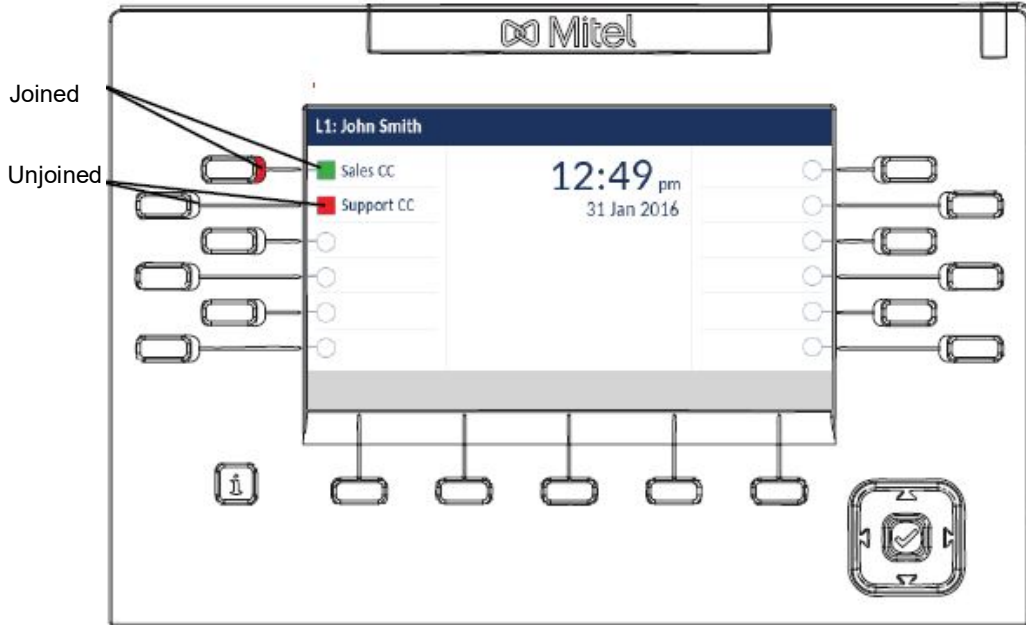 Mitel
Joined
L1: John Smith
Sales CC
12:49 pm
Unjoined
Support CC
31 Jan 2016
i